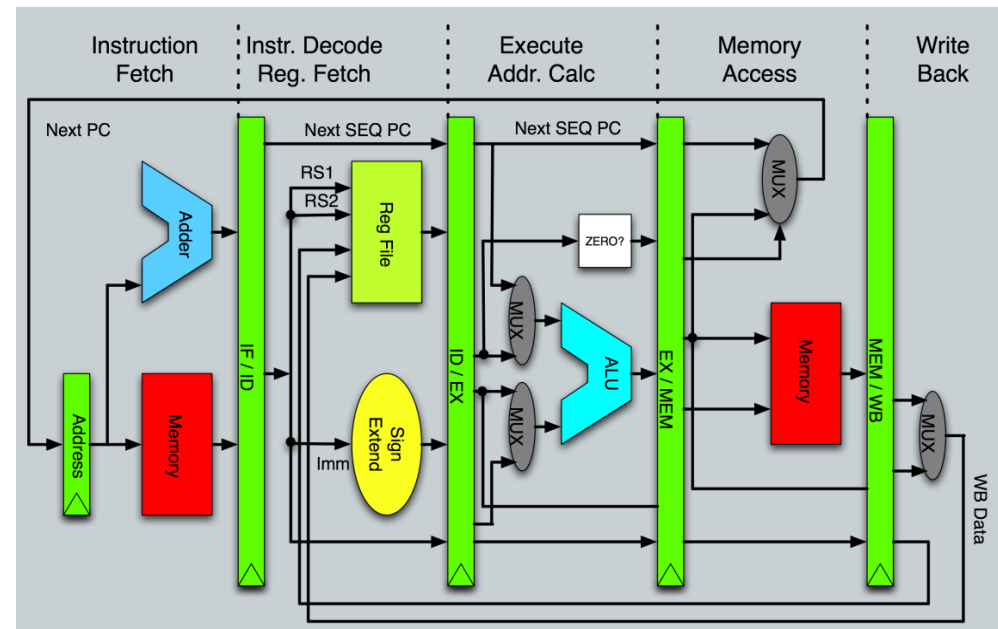 Instruction
Fetch
Instr. Decode
Reg. Fetch
Execute
Addr. Calc
Memory
Access
Write
Back
Next PC
Next SEQ PC
Next SEQ PC
RS1
RS2
Reg File
Adder
MUX
ZERO?
MUX
IF / ID
ID / EX
ALU
EX / MEM
Memory
MEM / WB
Address
Memory
Sign
Extend
Imm
MUX
MUX
WB Data